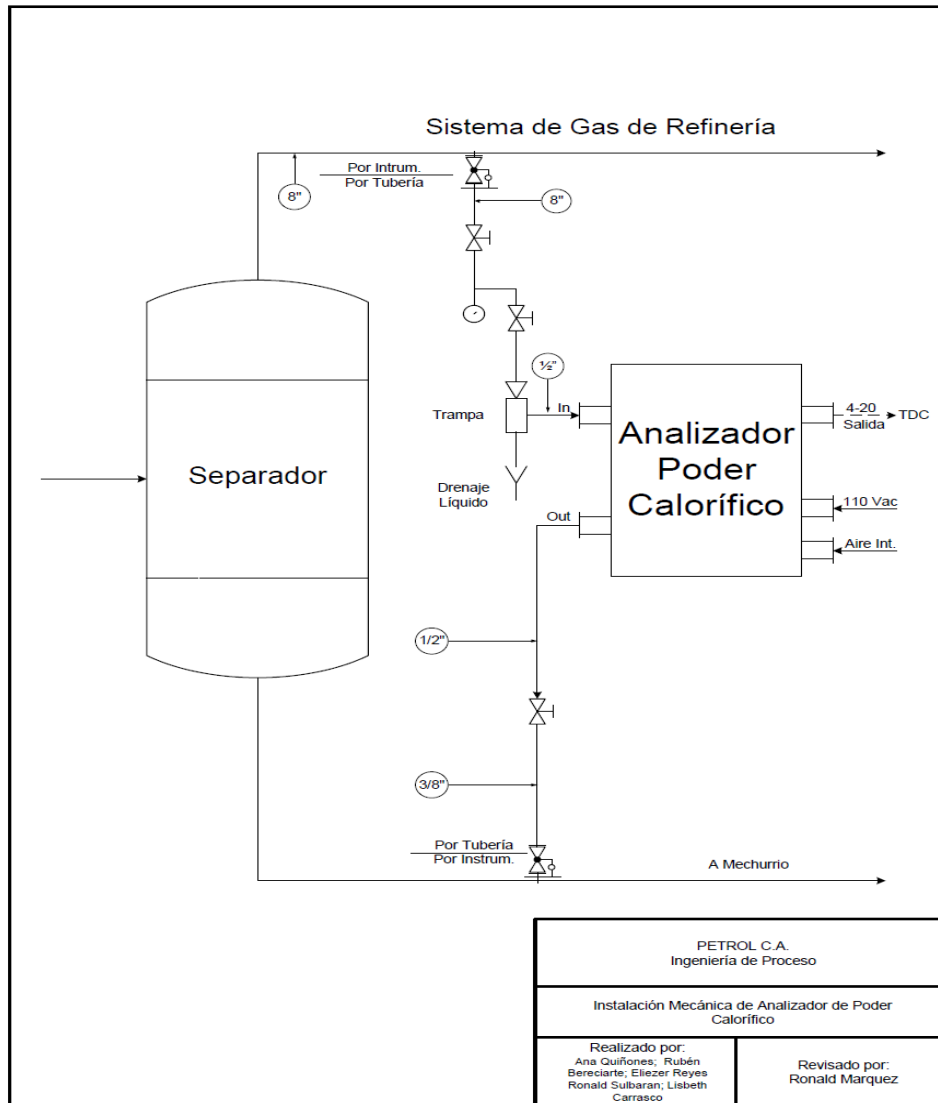 Sistema de Gas de Refinería
Por Intrum.
Por Tubería
8"
8"
½"
Trampa
In
Analizador
Poder
Calorífico
4-20
Salida
TDC
Separador
110 Vac
Drenaje
Líquido
Out
Aire Int.
1/2"
3/8"
Por Tubería
Por Instrum.
A Mechurrio
PETROL C.A.
Ingeniería de Proceso
Instalación Mecánica de Analizador de Poder
Calorífico
Realizado por:
Ana Quiñones; Rubén
Bereciarte; Eliezer Reyes
Ronald Sulbaran; Lisbeth
Carrasco
Revisado por:
Ronald Marquez